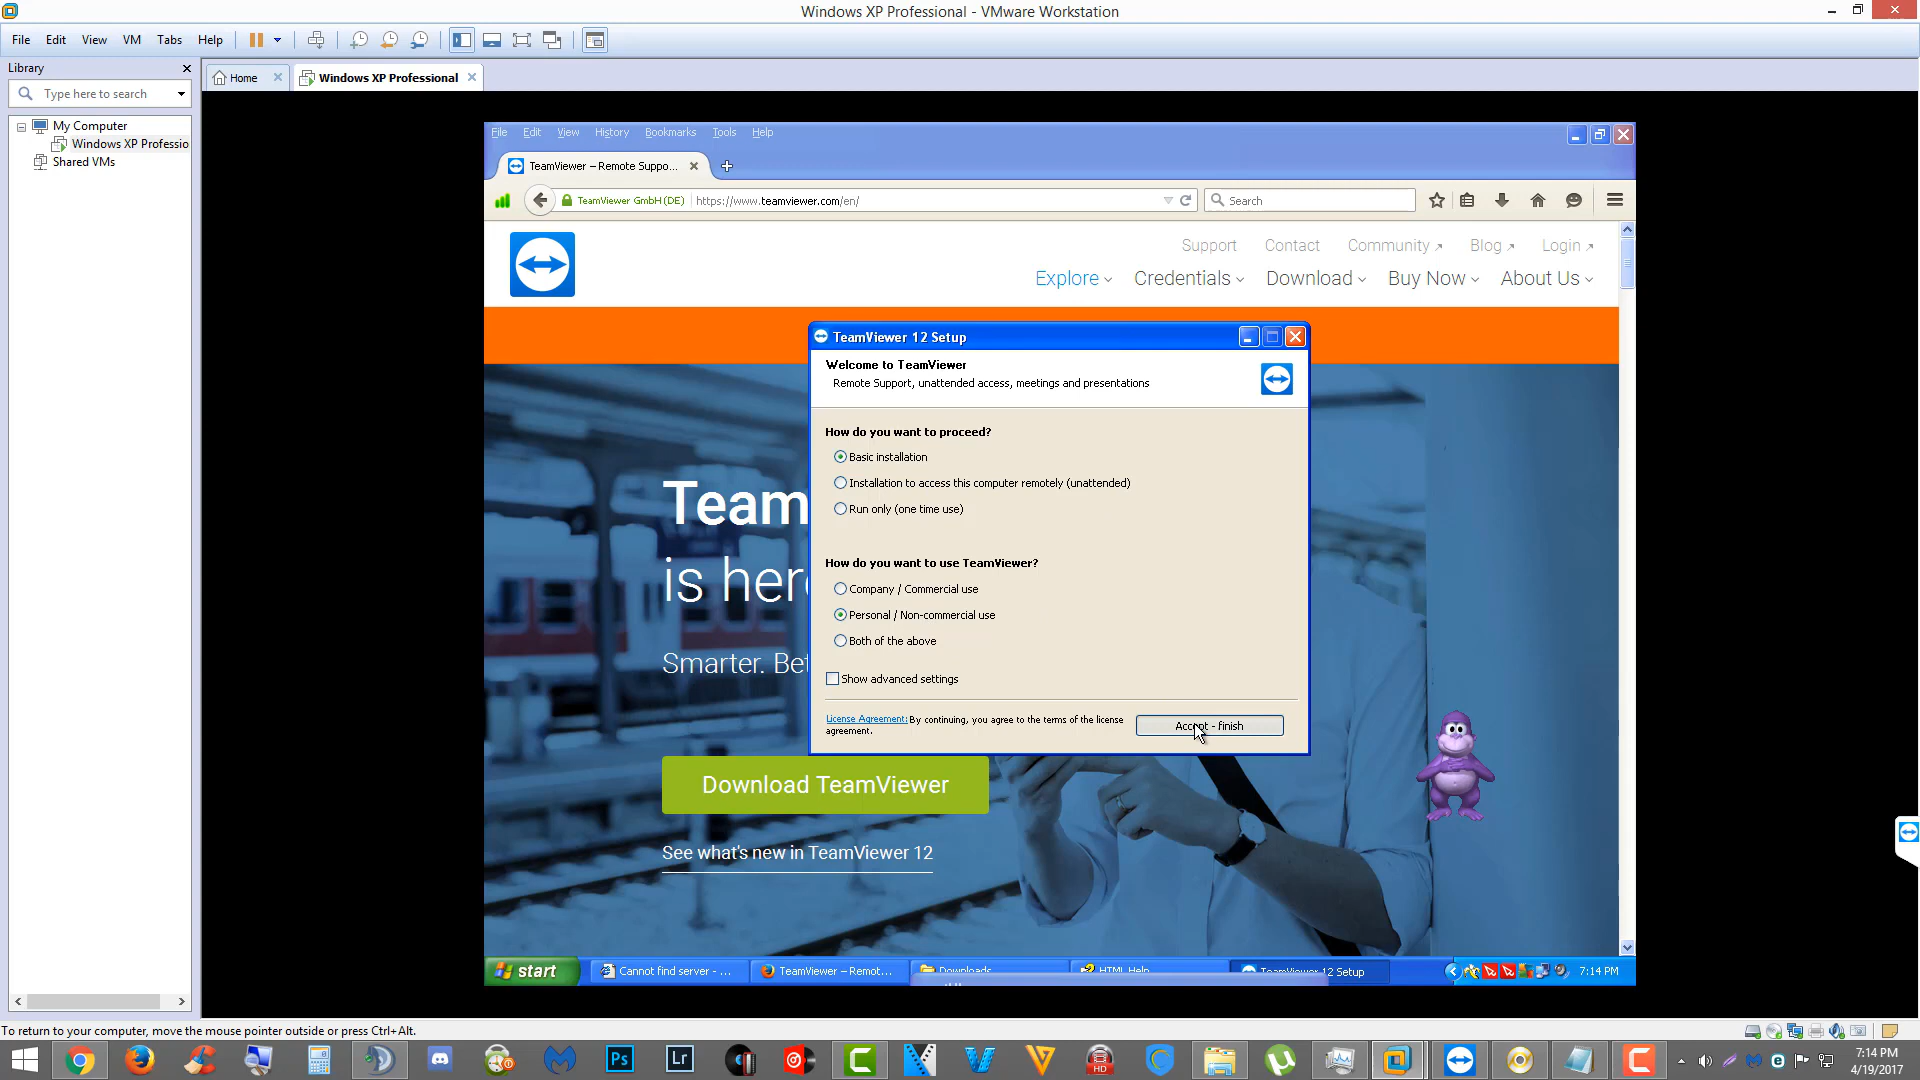 Windows XP Professional - VMware Workstation
File Edit View VM Tabs Help
Library
Home
Windows XP Professional
Type here to search
My Computer
Windows XP Professio
Shared VMs
File Edit View History Bookmarks Tools Help
TeamViewer – Remote Suppo...
TeamViewer GmbH (DE) https://www.teamviewer.com/en/ Search
Support Contact Community Blog Login
Explore Credentials Download Buy Now About Us
TeamViewer 12 Setup
Welcome to TeamViewer
Remote Support, unattended access, meetings and presentations
How do you want to proceed?
Basic installation
Installation to access this computer remotely (unattended)
Run only (one time use)
How do you want to use TeamViewer?
Company / Commercial use
Personal / Non-commercial use
Both of the above
Show advanced settings
License Agreement: By continuing, you agree to the terms of the license
agreement.
Accept - finish
Team
is here
Smarter. Be
Download TeamViewer
See what's new in TeamViewer 12
start
Cannot find server - ...
TeamViewer – Remot...
Downloads
HTML Help
TeamViewer 12 Setup
7:14 PM
To return to your computer, move the mouse pointer outside or press Ctrl+Alt.
Ps
Lr
HD
7:14 PM
4/19/2017